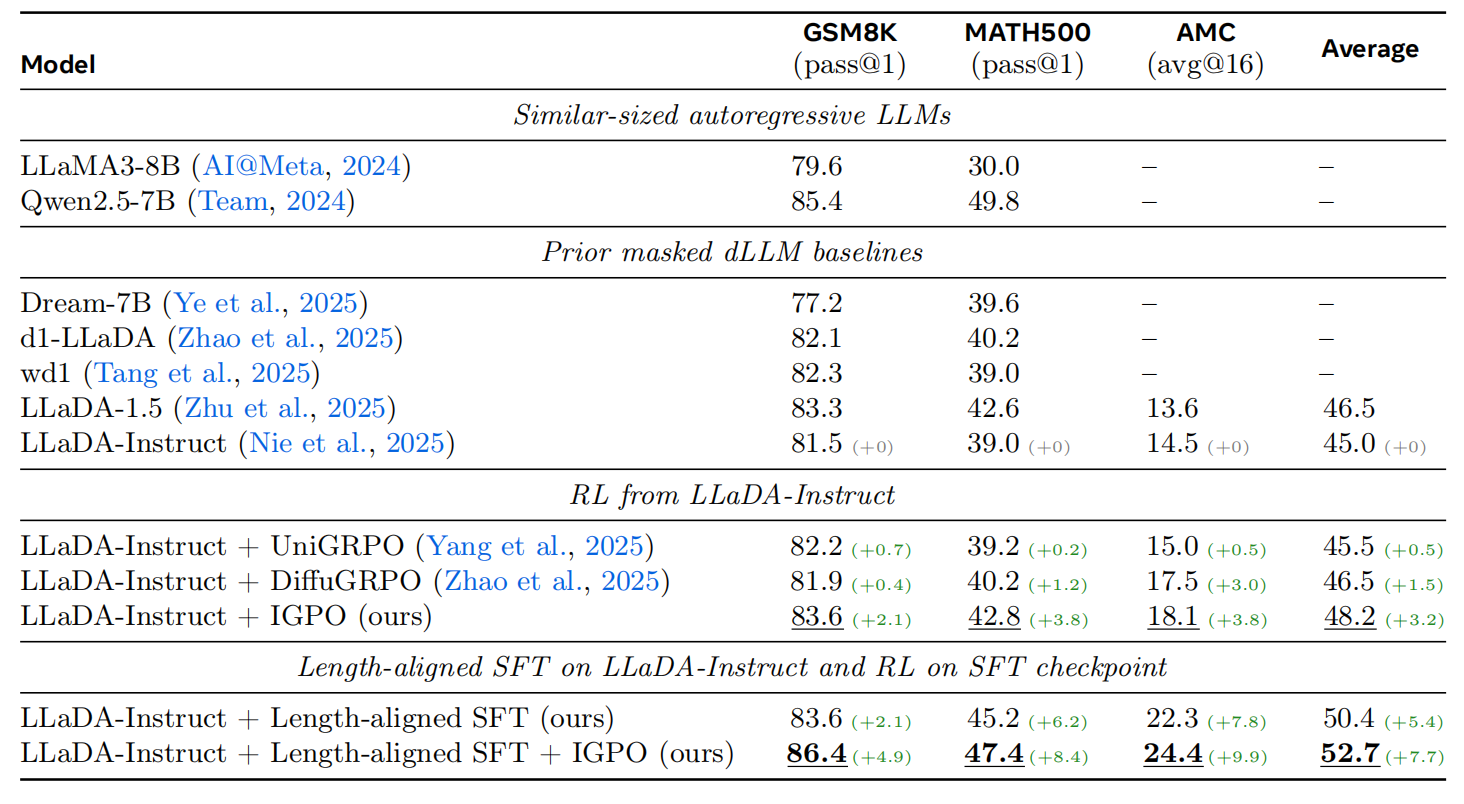 Model GSM8K (pass@1) MATH500 (pass@1) AMC (avg@16) Average
Similar-sized autoregressive LLMs
LLaMA3-8B (AI@Meta, 2024) 79.6 30.0 – –
Qwen2.5-7B (Team, 2024) 85.4 49.8 – –
Prior masked dLLM baselines
Dream-7B (Ye et al., 2025) 77.2 39.6 – –
d1-LLaDA (Zhao et al., 2025) 82.1 40.2 – –
wd1 (Tang et al., 2025) 82.3 39.0 – –
LLaDA-1.5 (Zhu et al., 2025) 83.3 42.6 13.6 46.5
LLaDA-Instruct (Nie et al., 2025) 81.5 (+0) 39.0 (+0) 14.5 (+0) 45.0 (+0)
RL from LLaDA-Instruct
LLaDA-Instruct + UniGRPO (Yang et al., 2025) 82.2 (+0.7) 39.2 (+0.2) 15.0 (+0.5) 45.5 (+0.5)
LLaDA-Instruct + DiffuGRPO (Zhao et al., 2025) 81.9 (+0.4) 40.2 (+1.2) 17.5 (+3.0) 46.5 (+1.5)
LLaDA-Instruct + IGPO (ours) 83.6 (+2.1) 42.8 (+3.8) 18.1 (+3.8) 48.2 (+3.2)
Length-aligned SFT on LLaDA-Instruct and RL on SFT checkpoint
LLaDA-Instruct + Length-aligned SFT (ours) 83.6 (+2.1) 45.2 (+6.2) 22.3 (+7.8) 50.4 (+5.4)
LLaDA-Instruct + Length-aligned SFT + IGPO (ours) 86.4 (+4.9) 47.4 (+8.4) 24.4 (+9.9) 52.7 (+7.7)